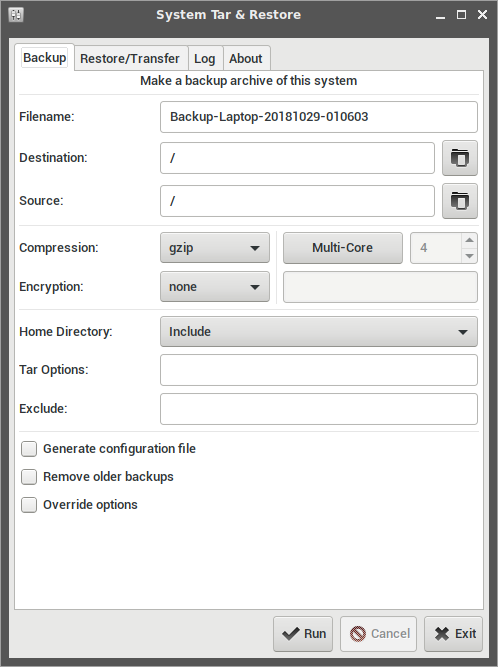 System Tar & Restore
Backup Restore/Transfer Log About
Make a backup archive of this system
Filename: Backup-Laptop-20181029-010603
Destination: /
Source: /
Compression: gzip Multi-Core 4
Encryption: none
Home Directory: Include
Tar Options:
Exclude:
Generate configuration file
Remove older backups
Override options
Run Cancel Exit